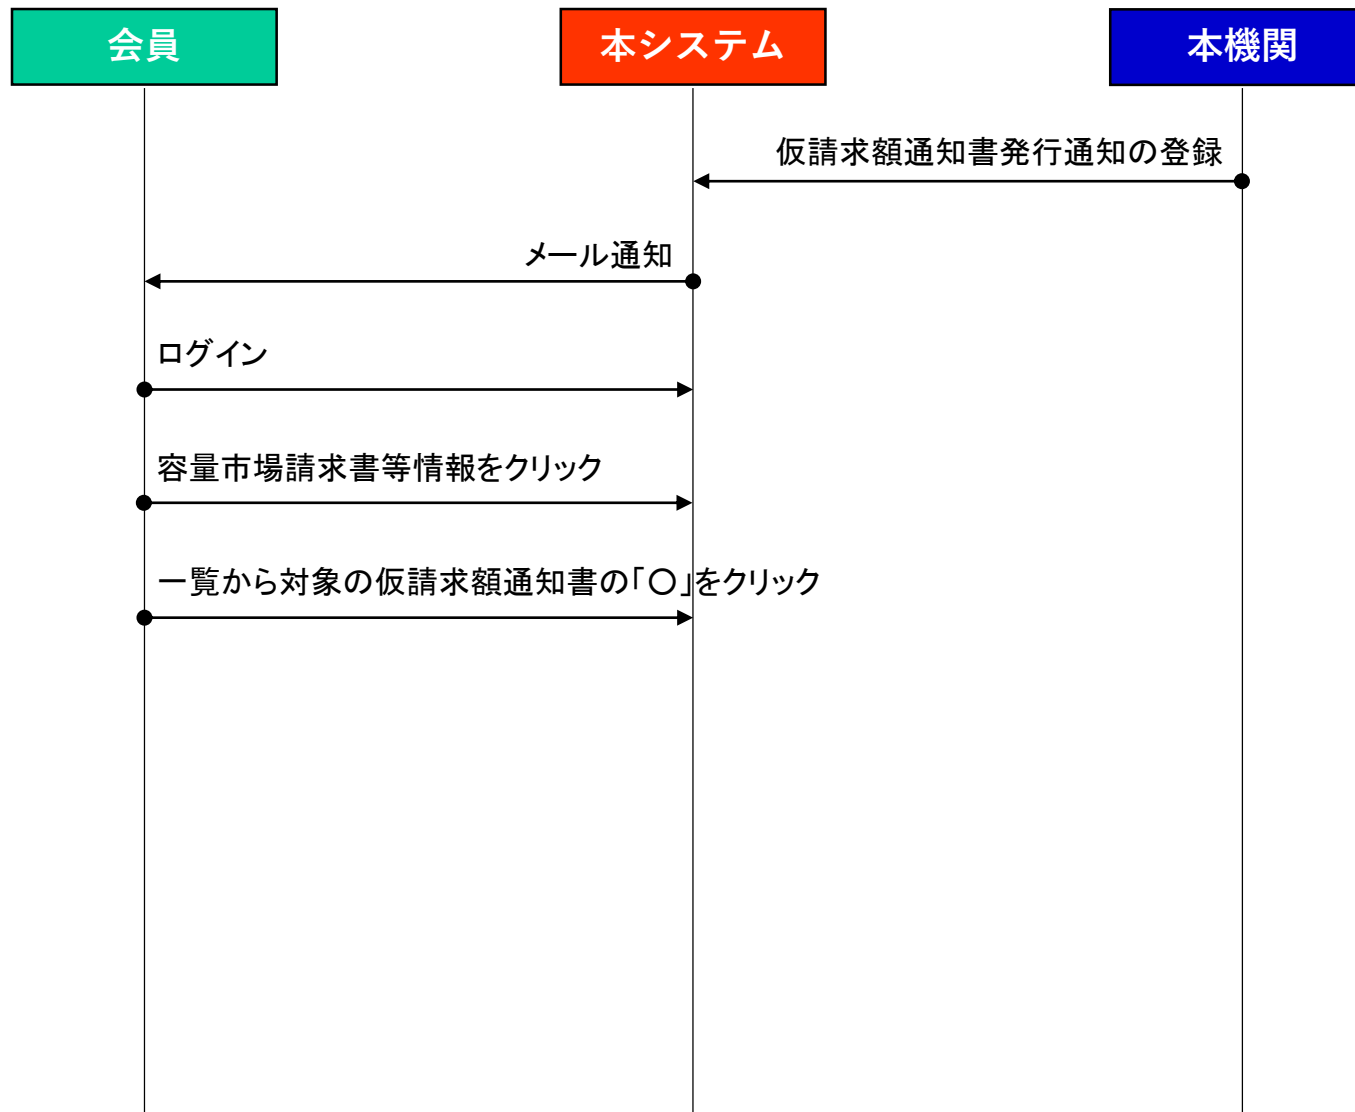 会員
本システム
本機関
仮請求額通知書発行通知の登録
メール通知
ログイン
容量市場請求書等情報をクリック
一覧から対象の仮請求額通知書の「〇」をクリック